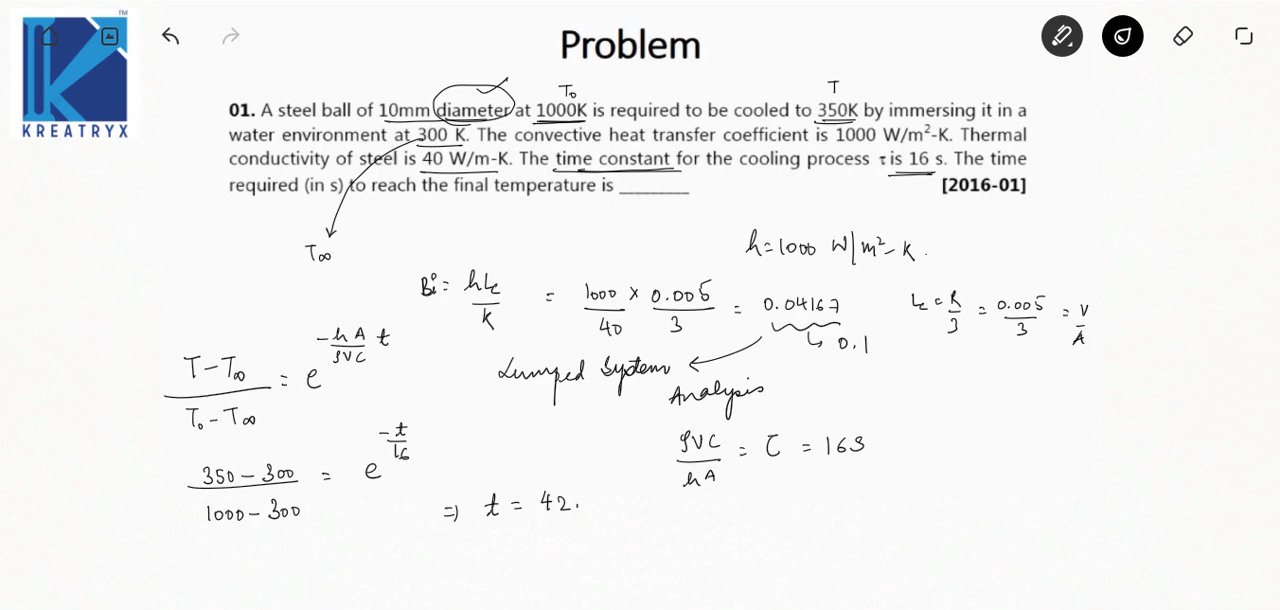 TM
KREATRYX
Problem
T₀
T
01. A steel ball of 10mm diameter at 1000K is required to be cooled to 350K by immersing it in a
water environment at 300 K. The convective heat transfer coefficient is 1000 W/m²-K. Thermal
conductivity of steel is 40 W/m-K. The time constant for the cooling process τ is 16 s. The time
required (in s) to reach the final temperature is ________ [2016-01]
T∞
h=1000 W/m²-K.
Bi = hLc/K = 1000/40 × 0.005/3 = 0.04167
Lc = R/3 = 0.005/3 = V/A
↳ 0.1
Lumped System
Analysis
T-T∞/T₀-T∞ = e^(-hA/ρVC t)
ρVC/hA = τ = 16s
350-300/1000-300 = e^(-t/16)
⇒ t = 42.